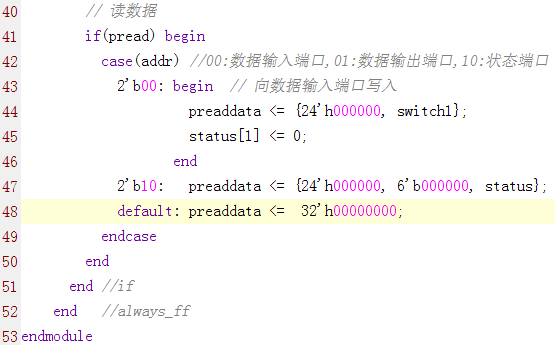 40 // 读数据
41 if(pread) begin
42 case(addr) //00:数据输入端口,01:数据输出端口,10:状态端口
43 2'b00: begin // 向数据输入端口写入
44 preaddata <= {24'h000000, switch1};
45 status[1] <= 0;
46 end
47 2'b10: preaddata <= {24'h000000, 6'b000000, status};
48 default: preaddata <= 32'h00000000;
49 endcase
50 end
51 end //if
52 end //always_ff
53 endmodule